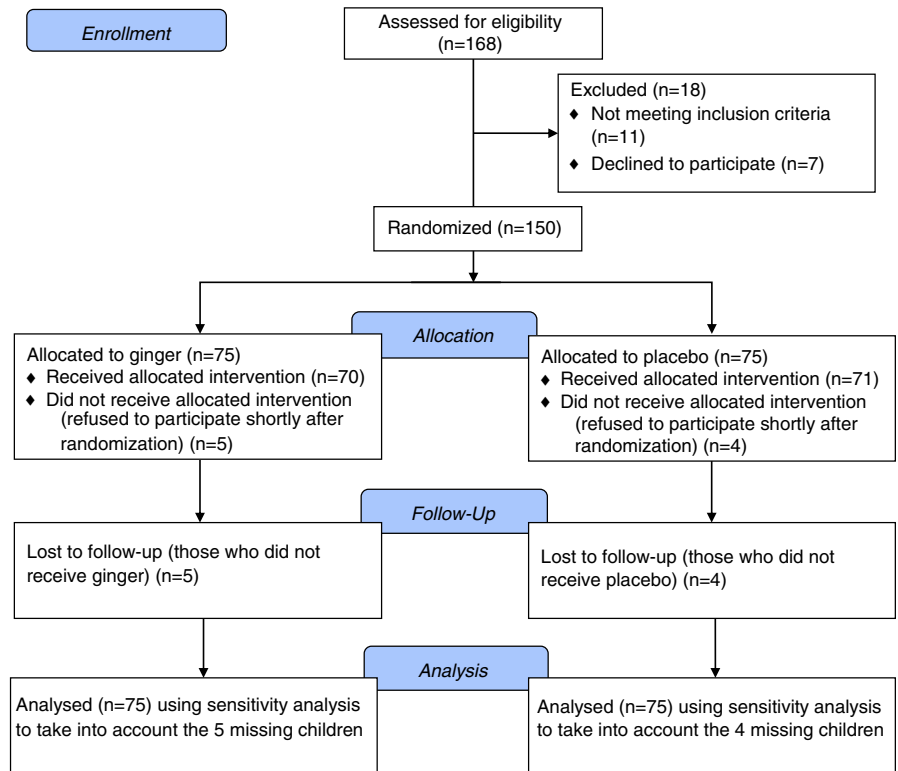 Enrollment
Assessed for eligibility
(n=168)
Excluded (n=18)
♦ Not meeting inclusion criteria
(n=11)
♦ Declined to participate (n=7)
Randomized (n=150)
Allocation
Allocated to ginger (n=75)
♦ Received allocated intervention (n=70)
♦ Did not receive allocated intervention
(refused to participate shortly after
randomization) (n=5)
Allocated to placebo (n=75)
♦ Received allocated intervention (n=71)
♦ Did not receive allocated intervention
(refused to participate shortly after
randomization) (n=4)
Follow-Up
Lost to follow-up (those who did not
receive ginger) (n=5)
Lost to follow-up (those who did not
receive placebo) (n=4)
Analysis
Analysed (n=75) using sensitivity analysis
to take into account the 5 missing children
Analysed (n=75) using sensitivity analysis
to take into account the 4 missing children